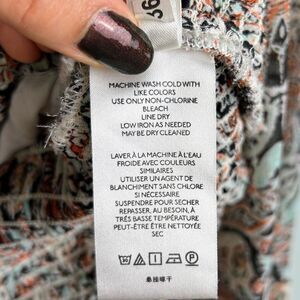 MACHINE WASH COLD WITH
LIKE COLORS
USE ONLY NON-CHLORINE
BLEACH
LINE DRY
LOW IRON AS NEEDED
MAY BE DRY CLEANED
LAVER À LA MACHINE À L'EAU
FROIDE AVEC COULEURS
SIMILAIRES
UTILISER UN AGENT DE
BLANCHIMENT SANS CHLORE
SI NÉCESSAIRE
SUSPENDRE POUR SECHER
REPASSER, AU BESOIN, À
TRÈS BASSE TEMPÉRATURE
PEUT-ÊTRE ÊTRE NETTOYÉE
SEC